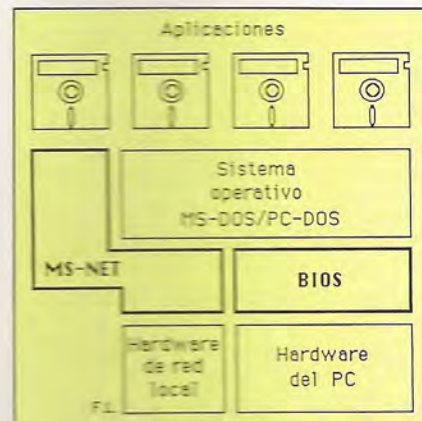 Aplicaciones
Sistema
operativo
MS-DOS/PC-DOS
MS-NET
BIOS
Hardware
de red
local
Hardware
del PC
F.L.